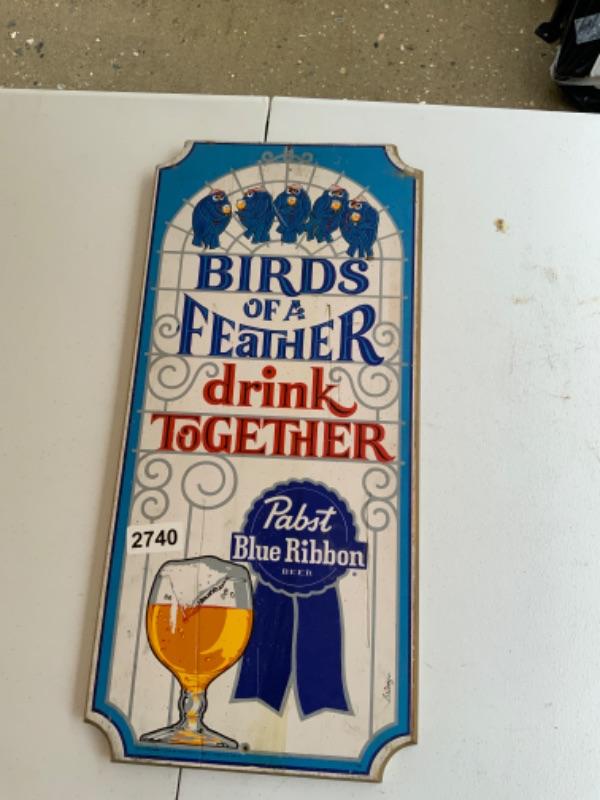 BIRDS
OF A
FEaTHER
drink
ToGETHER
Pabst
Blue Ribbon
BEER
2740